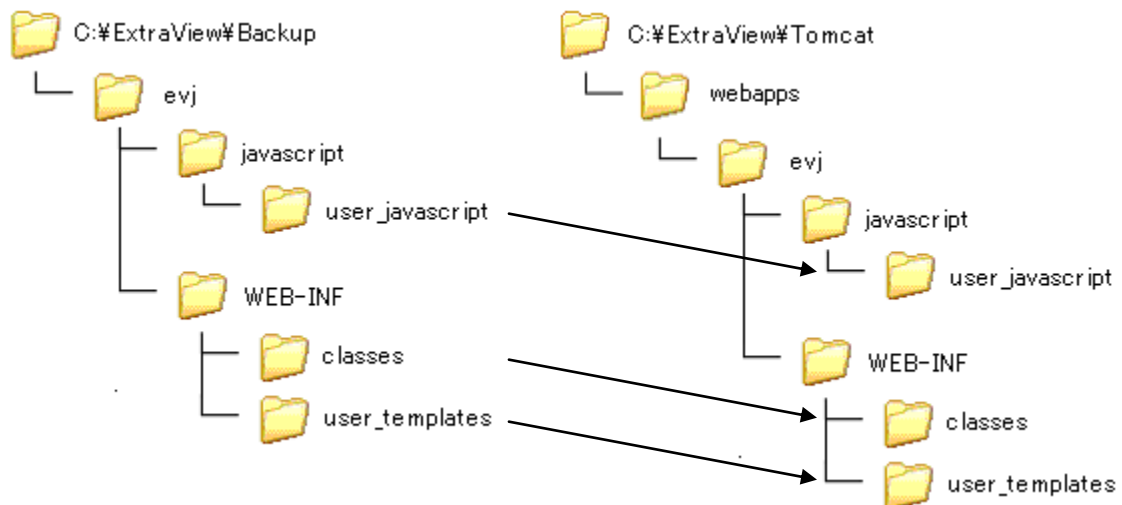 C:¥ExtraView¥Backup
evj
javascript
user_javascript
WEB-INF
classes
user_templates
C:¥ExtraView¥Tomcat
webapps
evj
javascript
user_javascript
WEB-INF
classes
user_templates